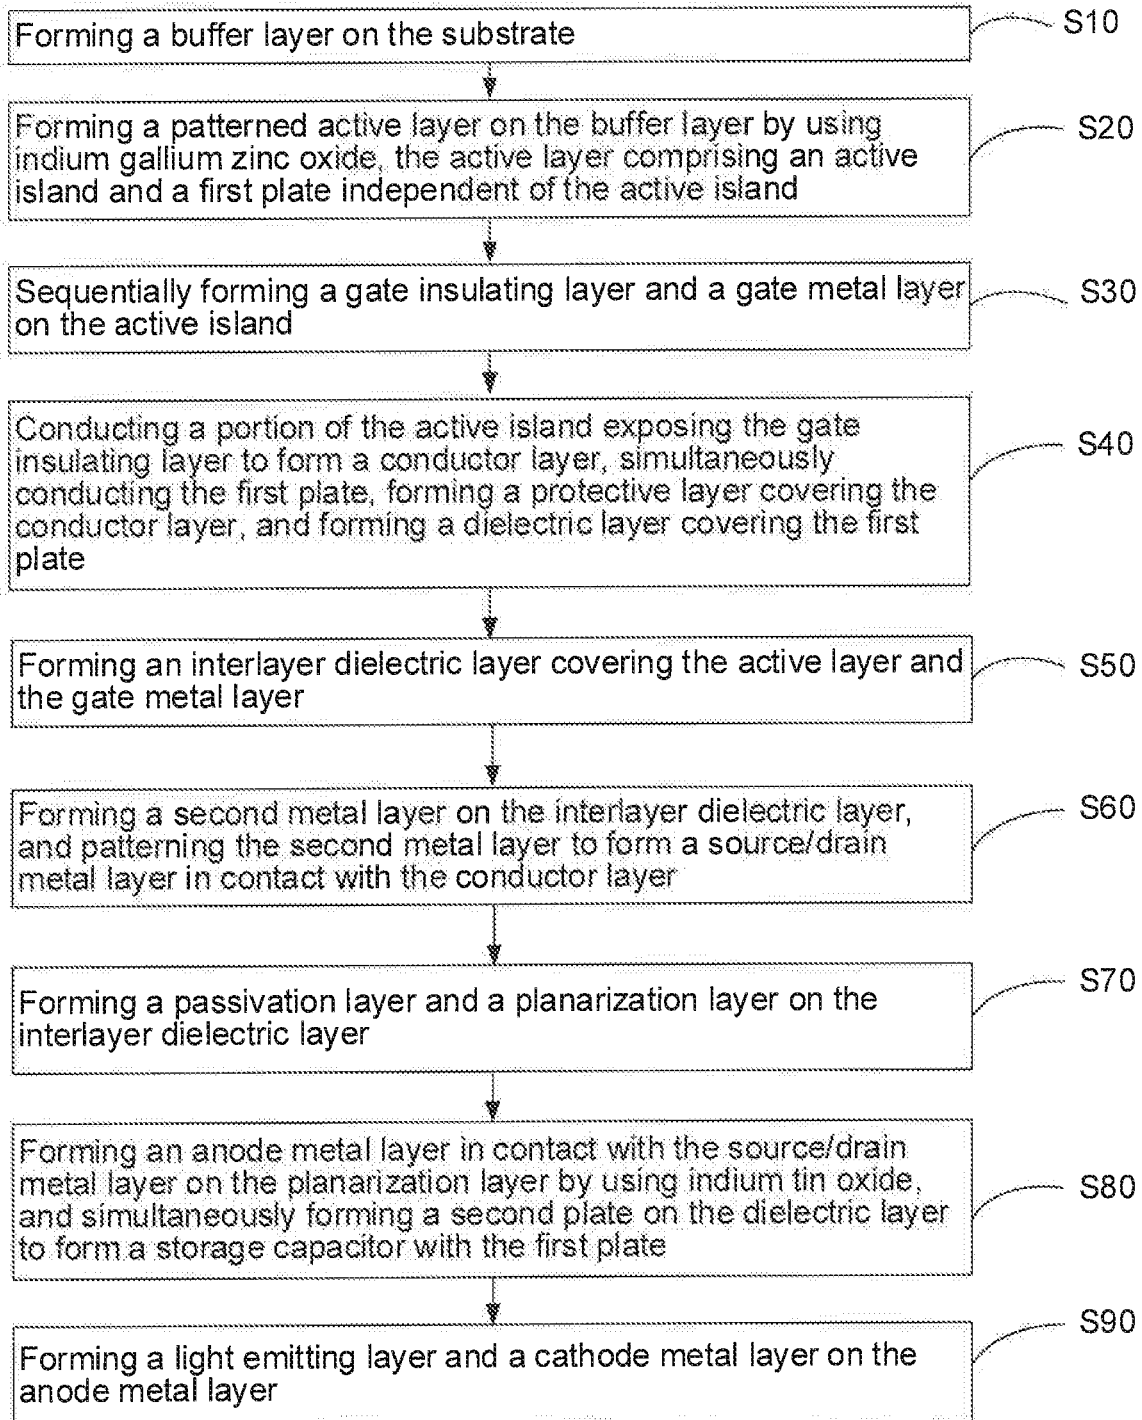 Forming a buffer layer on the substrate
S10
Forming a patterned active layer on the buffer layer by using
indium gallium zinc oxide, the active layer comprising an active
island and a first plate independent of the active island
S20
Sequentially forming a gate insulating layer and a gate metal layer
on the active island
S30
Conducting a portion of the active island exposing the gate
insulating layer to form a conductor layer, simultaneously
conducting the first plate, forming a protective layer covering the
conductor layer, and forming a dielectric layer covering the first
plate
S40
Forming an interlayer dielectric layer covering the active layer and
the gate metal layer
S50
Forming a second metal layer on the interlayer dielectric layer,
and patterning the second metal layer to form a source/drain
metal layer in contact with the conductor layer
S60
Forming a passivation layer and a planarization layer on the
interlayer dielectric layer
S70
Forming an anode metal layer in contact with the source/drain
metal layer on the planarization layer by using indium tin oxide,
and simultaneously forming a second plate on the dielectric layer
to form a storage capacitor with the first plate
S80
Forming a light emitting layer and a cathode metal layer on the
anode metal layer
S90